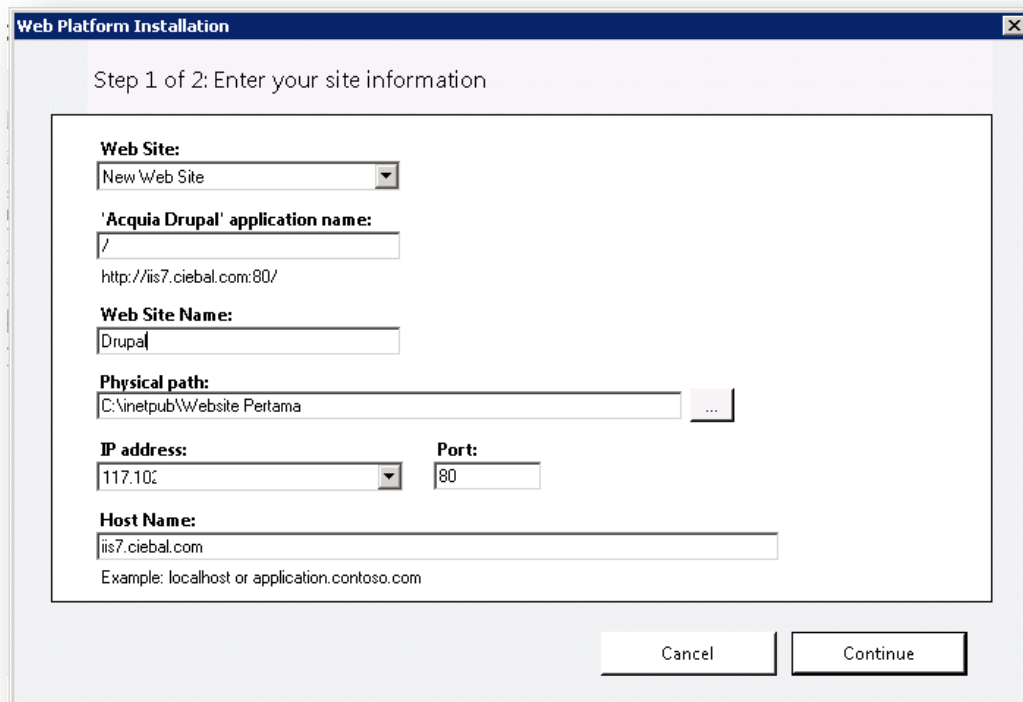 Web Platform Installation
Step 1 of 2: Enter your site information
Web Site:
New Web Site
'Acquia Drupal' application name:
/
http://iis7.ciebal.com:80/
Web Site Name:
Drupal
Physical path:
C:\inetpub\Website Pertama
...
IP address: Port:
117.102 80
Host Name:
iis7.ciebal.com
Example: localhost or application.contoso.com
Cancel Continue